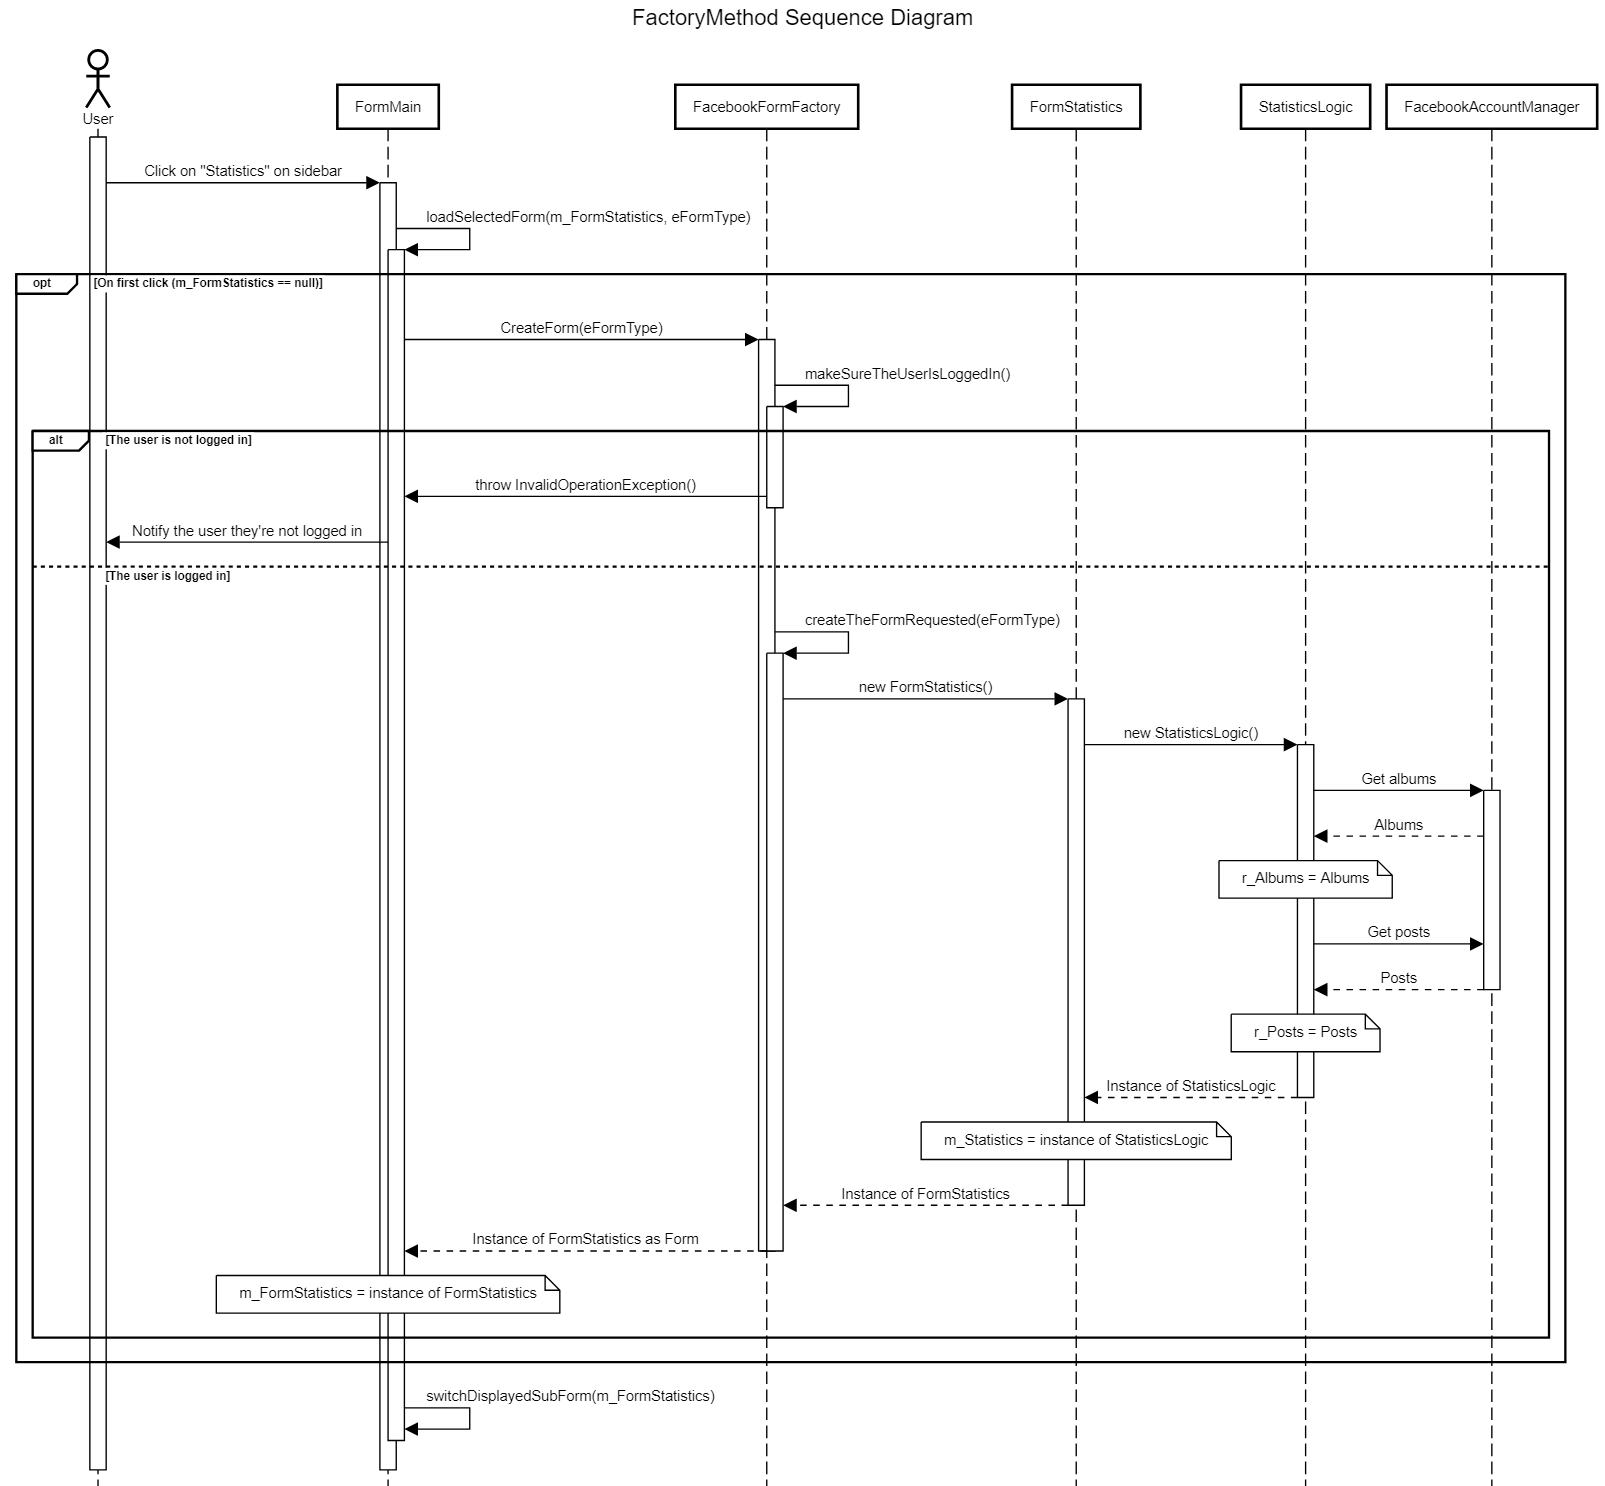 FactoryMethod Sequence Diagram
User
FormMain
FacebookFormFactory
FormStatistics
StatisticsLogic
FacebookAccountManager
Click on "Statistics" on sidebar
loadSelectedForm(m_FormStatistics, eFormType)
opt
[On first click (m_FormStatistics == null)]
CreateForm(eFormType)
makeSureTheUserIsLoggedIn()
alt
[The user is not logged in]
throw InvalidOperationException()
Notify the user they're not logged in
[The user is logged in]
createTheFormRequested(eFormType)
new FormStatistics()
new StatisticsLogic()
Get albums
Albums
r_Albums = Albums
Get posts
Posts
r_Posts = Posts
Instance of StatisticsLogic
m_Statistics = instance of StatisticsLogic
Instance of FormStatistics
Instance of FormStatistics as Form
m_FormStatistics = instance of FormStatistics
switchDisplayedSubForm(m_FormStatistics)